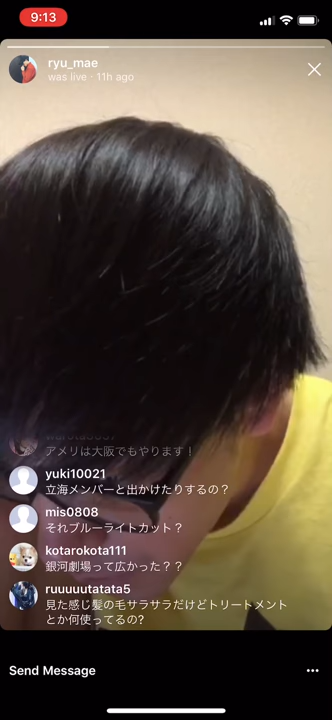 9:13
ryu_mae
was live · 11h ago
アメリは大阪でもやります！
yuki10021
立海メンバーと出かけたりするの？
mis0808
それブルーライトカット？
kotarokota111
銀河劇場って広かった？？
ruuuuutatata5
見た感じ髪の毛サラサラだけどトリートメント
とか何使ってるの?
Send Message